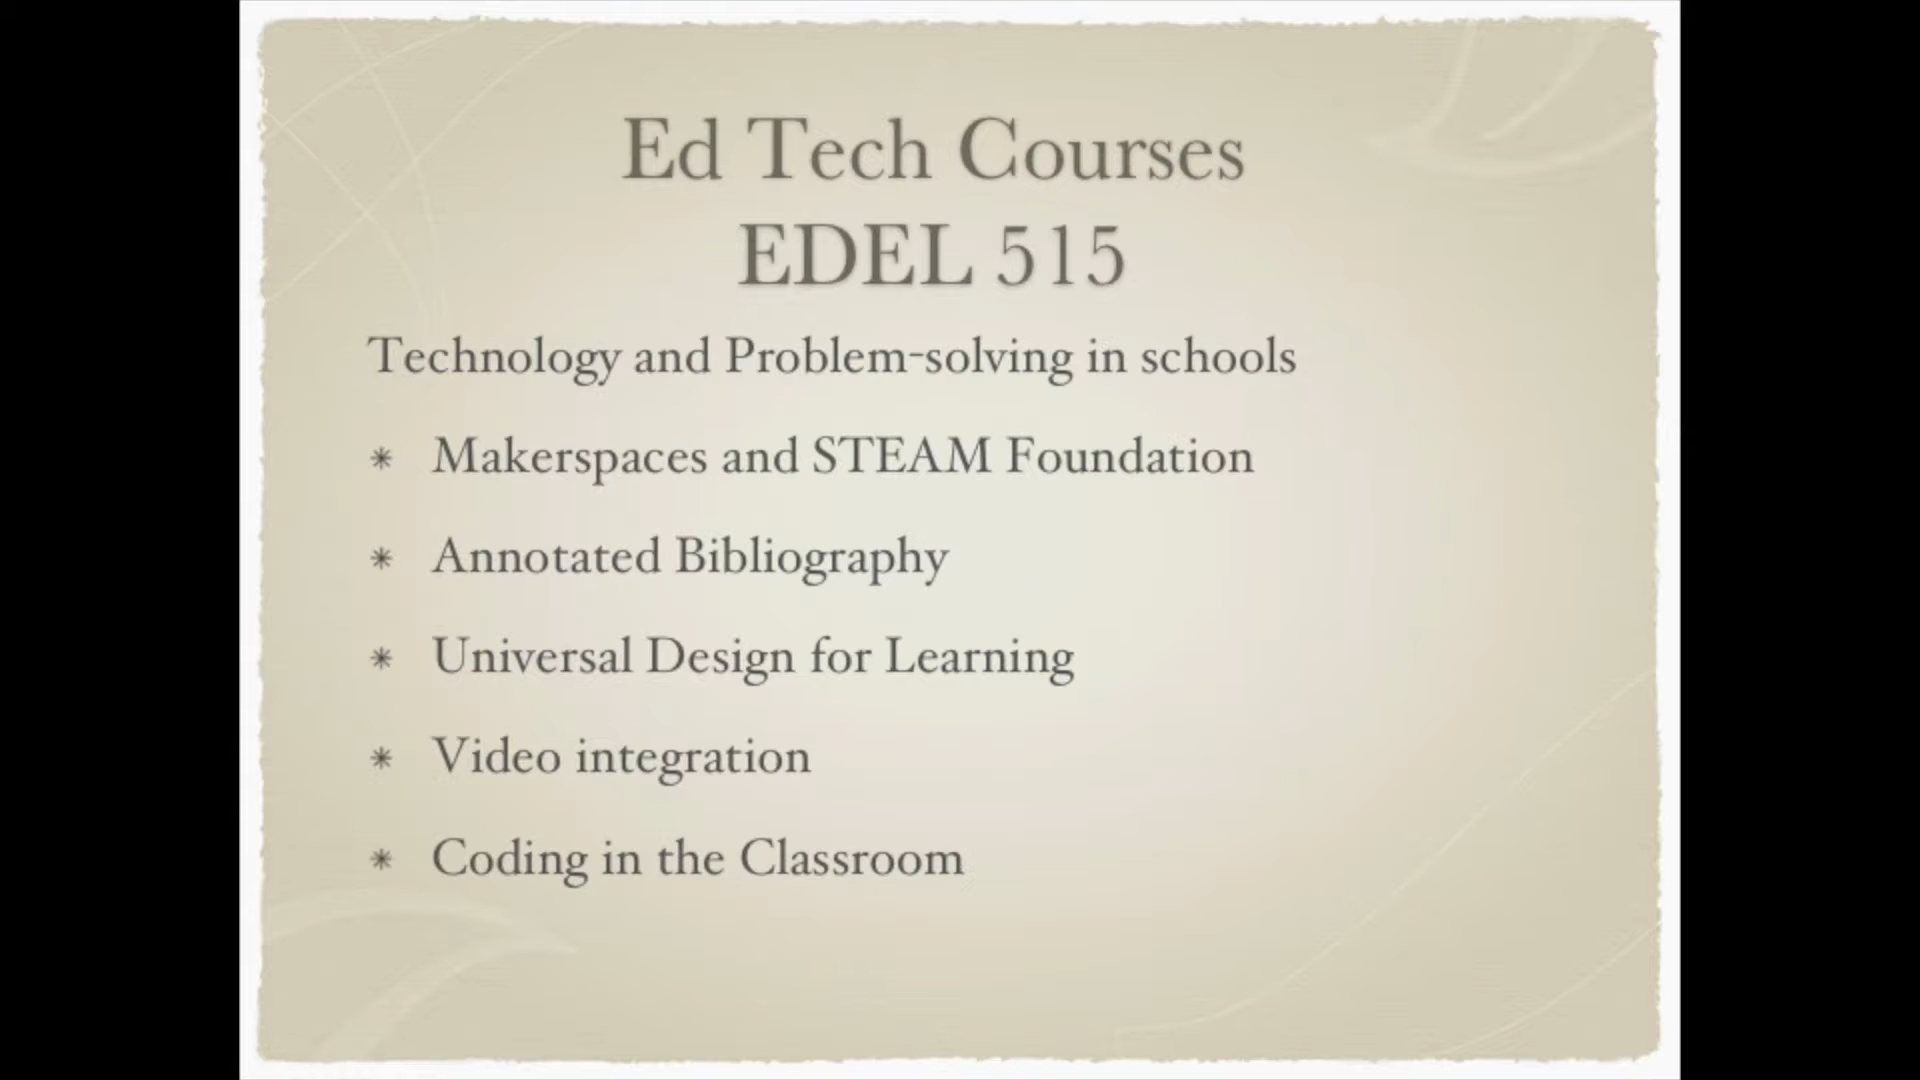 Ed Tech Courses
EDEL 515
Technology and Problem-solving in schools
Makerspaces and STEAM Foundation
Annotated Bibliography
Universal Design for Learning
Video integration
Coding in the Classroom